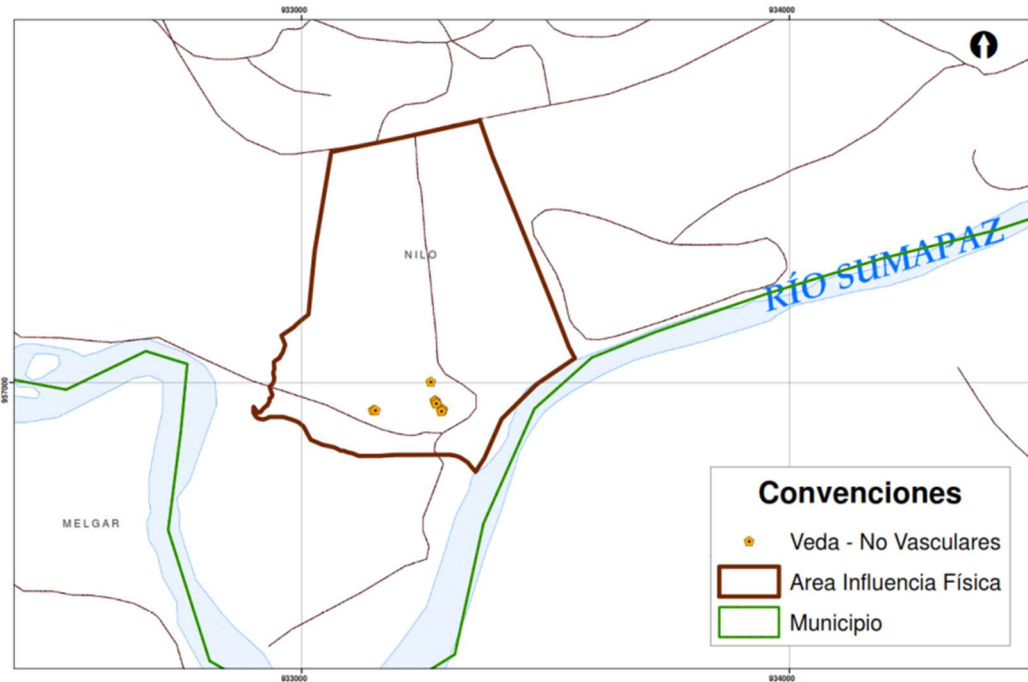 933000
934000
NILO
RÍO SUMAPAZ
957000
MELGAR
Convenciones
Veda - No Vasculares
Area Influencia Física
Municipio
933000
934000